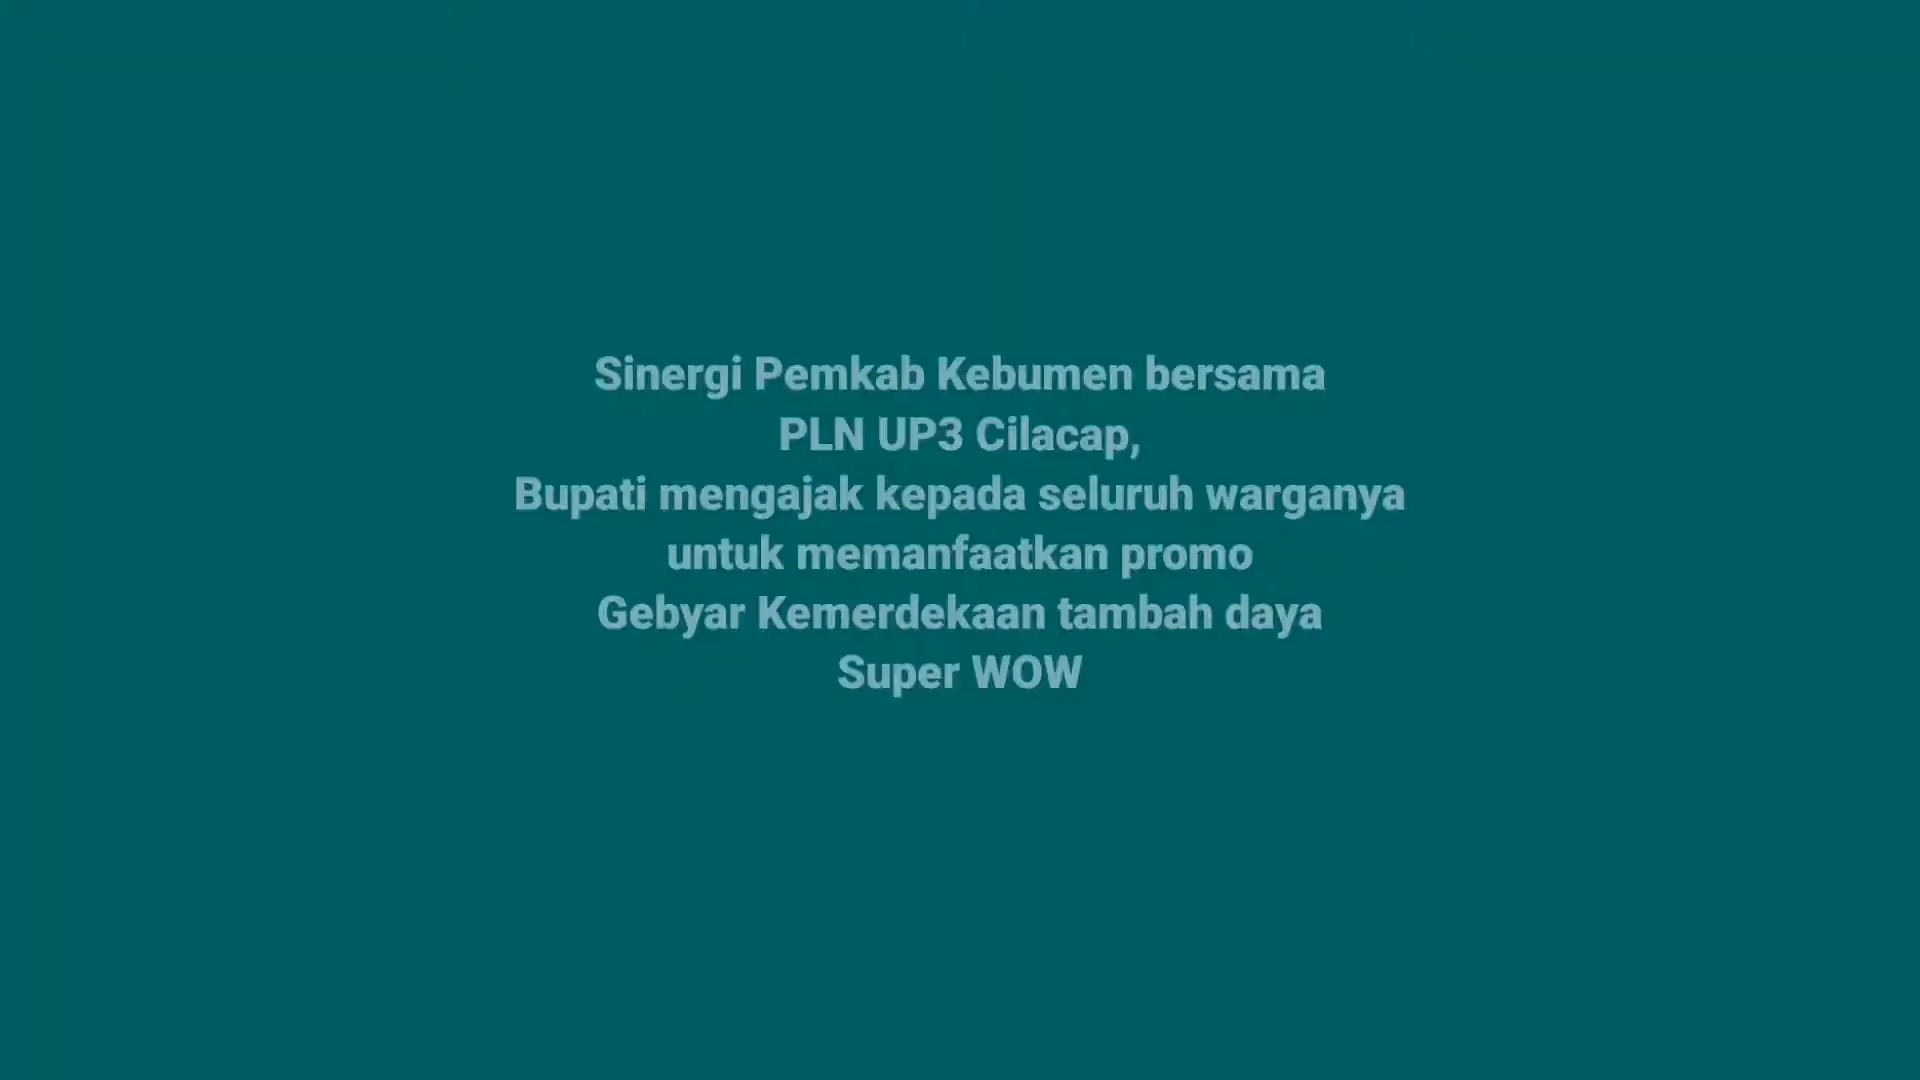 Sinergi Pemkab Kebumen bersama
PLN UP3 Cilacap,
Bupati mengajak kepada seluruh warganya
untuk memanfaatkan promo
Gebyar Kemerdekaan tambah daya
Super WOW